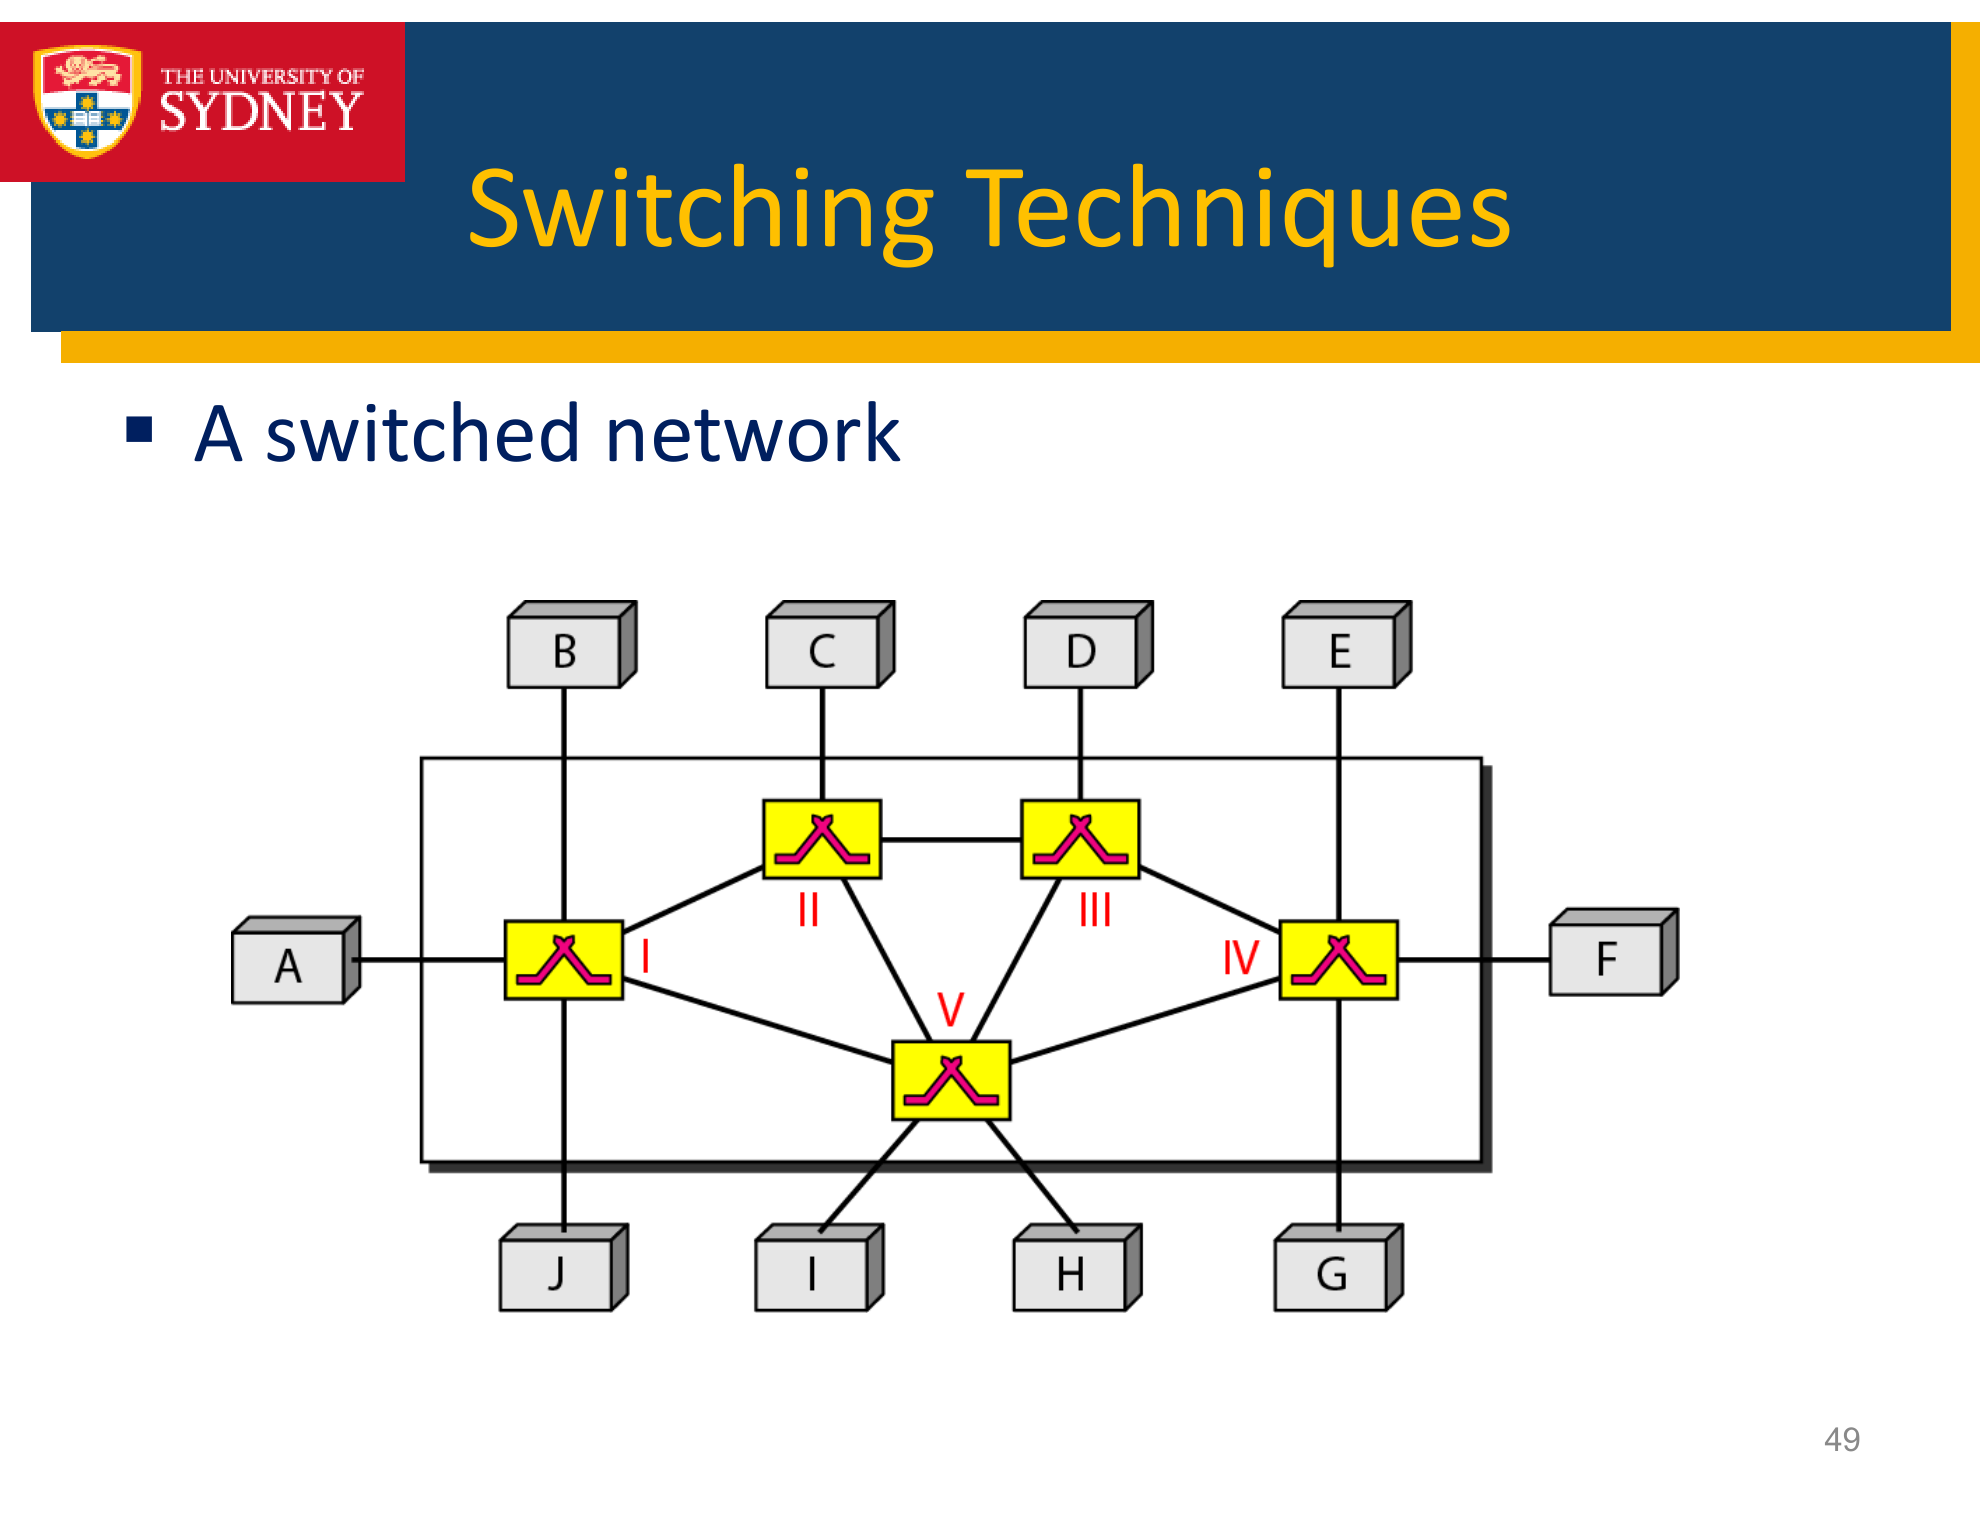 THE UNIVERSITY OF
SYDNEY
Switching Techniques
▪ A switched network
B
C
D
E
II
III
A
I
IV
F
V
J
I
H
G
49